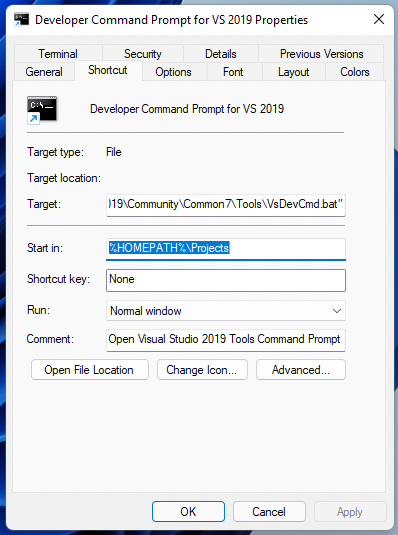 Developer Command Prompt for VS 2019 Properties
Terminal Security Details Previous Versions
General Shortcut Options Font Layout Colors
C:\ Developer Command Prompt for VS 2019
Target type: File
Target location:
Target: 19\Community\Common7\Tools\VsDevCmd.bat"
Start in: %HOMEPATH%\Projects
Shortcut key: None
Run: Normal window
Comment: Open Visual Studio 2019 Tools Command Prompt
Open File Location Change Icon... Advanced...
OK Cancel Apply